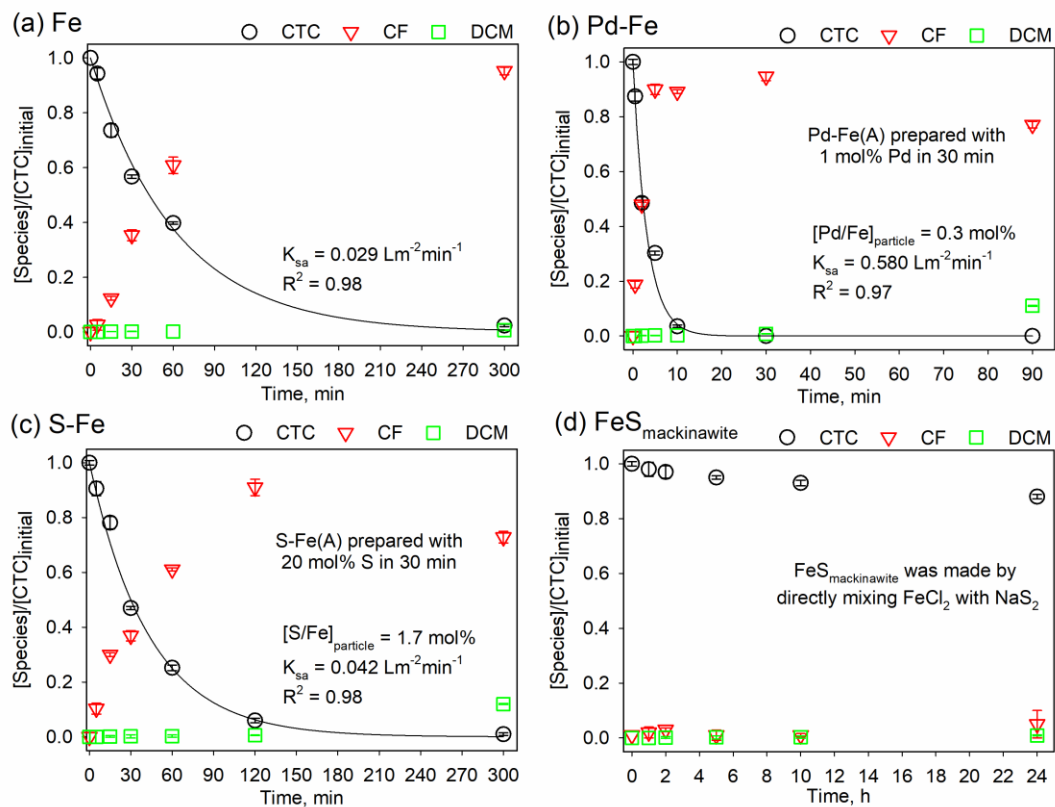 (a) Fe
CTC CF DCM
[Species]/[CTC]initial
1.0
0.8
0.6
0.4
0.2
0.0
Ksa = 0.029 Lm-2min-1
R2 = 0.98
0 30 60 90 120 150 180 210 240 270 300
Time, min
(b) Pd-Fe
CTC CF DCM
[Species]/[CTC]initial
1.0
0.8
0.6
0.4
0.2
0.0
Pd-Fe(A) prepared with
1 mol% Pd in 30 min
[Pd/Fe]particle = 0.3 mol%
Ksa = 0.580 Lm-2min-1
R2 = 0.97
0 10 20 30 40 50 60 70 80 90
Time, min
(c) S-Fe
CTC CF DCM
[Species]/[CTC]initial
1.0
0.8
0.6
0.4
0.2
0.0
S-Fe(A) prepared with
20 mol% S in 30 min
[S/Fe]particle = 1.7 mol%
Ksa = 0.042 Lm-2min-1
R2 = 0.98
0 30 60 90 120 150 180 210 240 270 300
Time, min
(d) FeSmackinawite
CTC CF DCM
[Species]/[CTC]initial
1.0
0.8
0.6
0.4
0.2
0.0
FeSmackinawite was made by
directly mixing FeCl2 with NaS2
0 2 4 6 8 10 12 14 16 18 20 22 24
Time, h